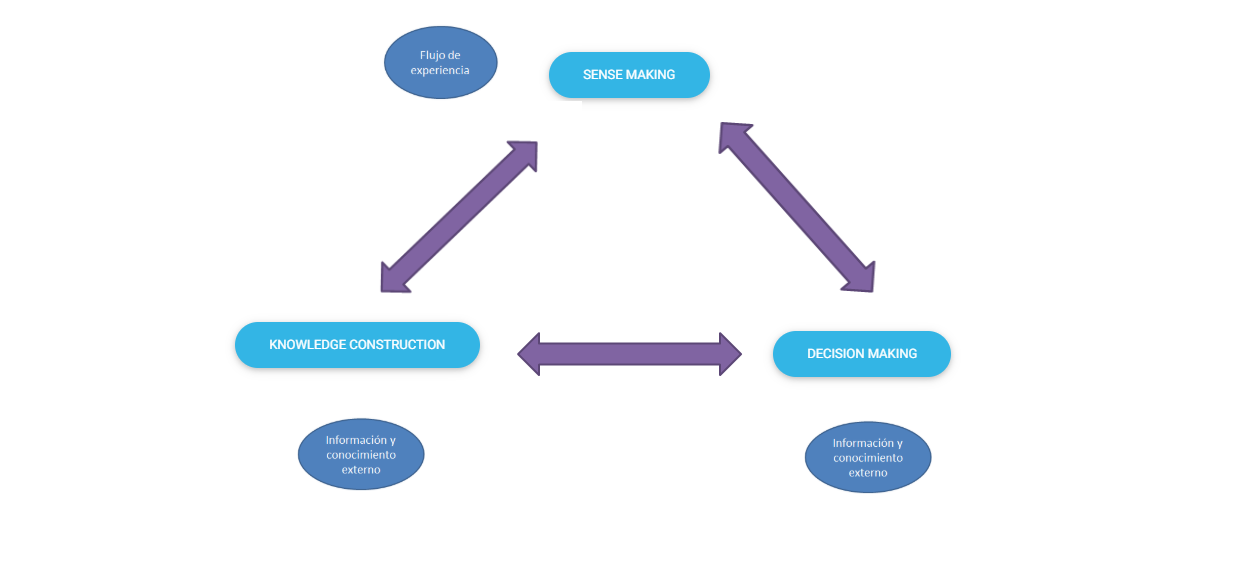 Flujo de
experiencia
SENSE MAKING
KNOWLEDGE CONSTRUCTION
DECISION MAKING
Información y
conocimiento
externo
Información y
conocimiento
externo